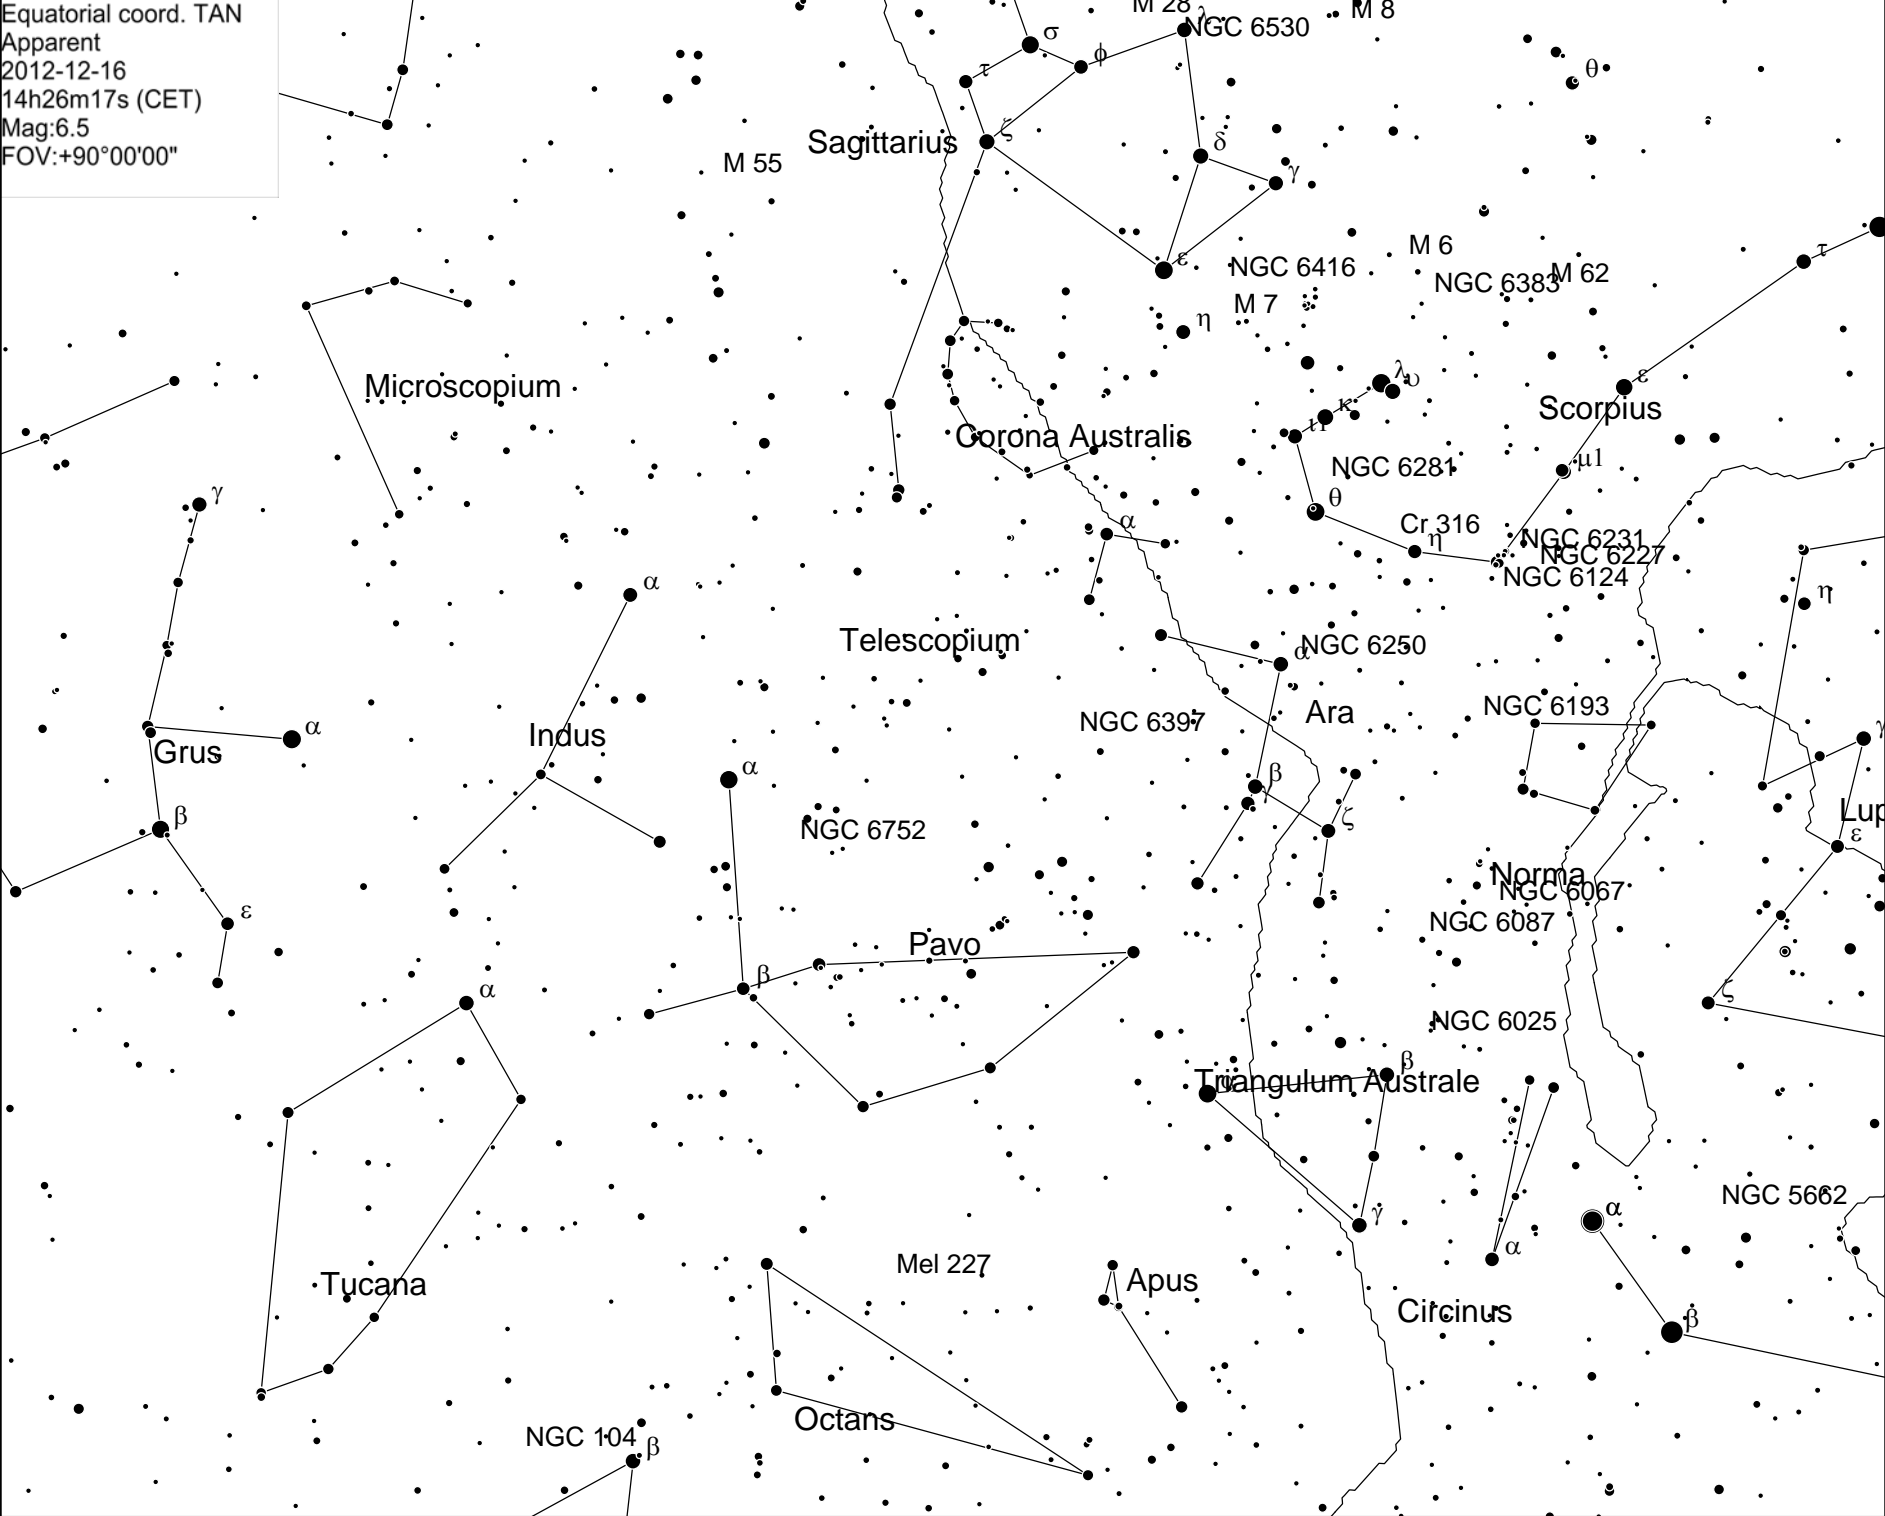 Equatorial coord. TAN
Apparent
2012-12-16
14h26m17s (CET)
Mag:6.5
FOV:+90°00'00"
M 28
λ
NGC 6530
M 8
σ
φ
τ
θ
Sagittarius
ζ
δ
γ
M 55
ε
NGC 6416
M 6
NGC 6383
M 62
τ
M 7
η
Microscopium
λ
υ
κ
ι1
ε
Scorpius
Corona Australis
NGC 6281
μ1
γ
θ
α
Cr 316
η
NGC 6231
NGC 6227
NGC 6124
α
η
Telescopium
α
NGC 6250
Grus
α
Indus
NGC 6397
Ara
NGC 6193
γ
α
β
γ
ζ
β
NGC 6752
Lup
ε
Norma
NGC 6067
NGC 6087
ε
Pavo
α
β
ζ
NGC 6025
Triangulum Australe
α
β
NGC 5662
γ
α
α
Tucana
Mel 227
Apus
Circinus
β
Octans
NGC 104
β